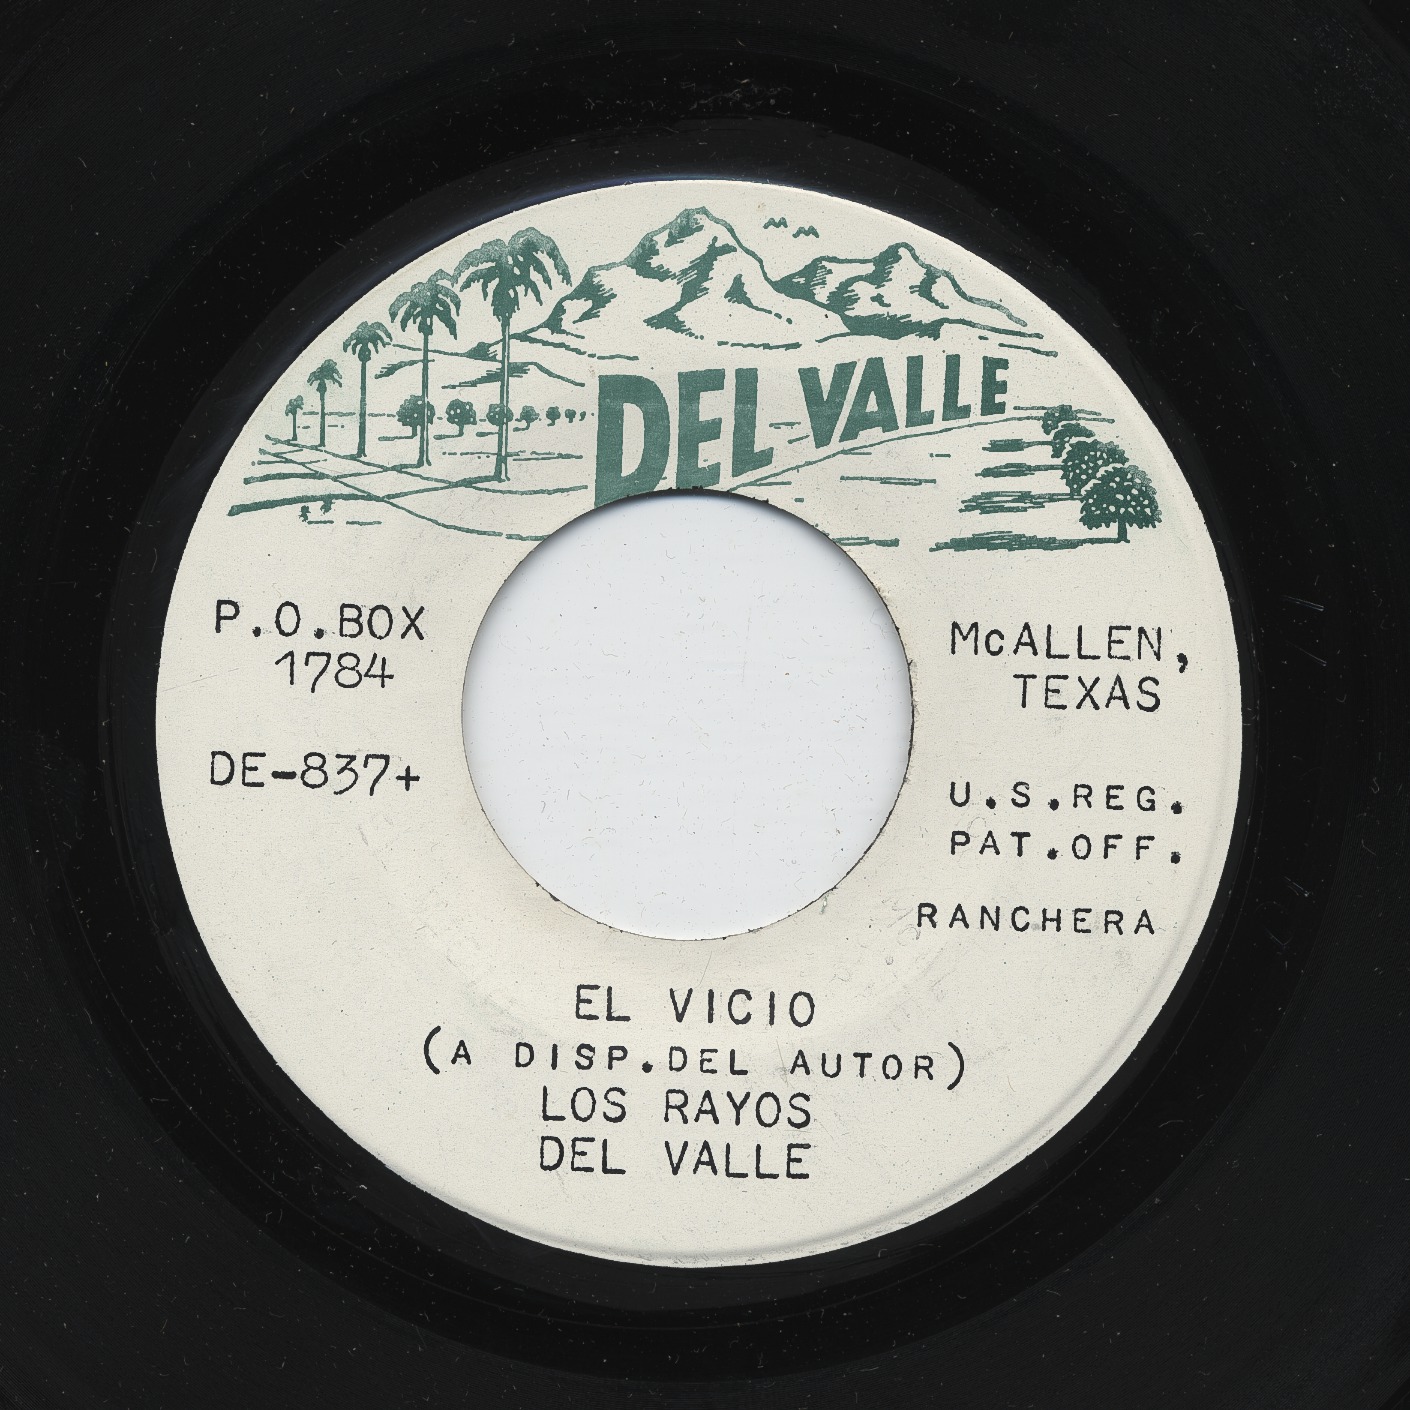 DEL VALLE
P.O.BOX
1784
McALLEN,
TEXAS
DE-837+
U.S.REG.
PAT.OFF.
RANCHERA
EL VICIO
(A DISP.DEL AUTOR)
LOS RAYOS
DEL VALLE